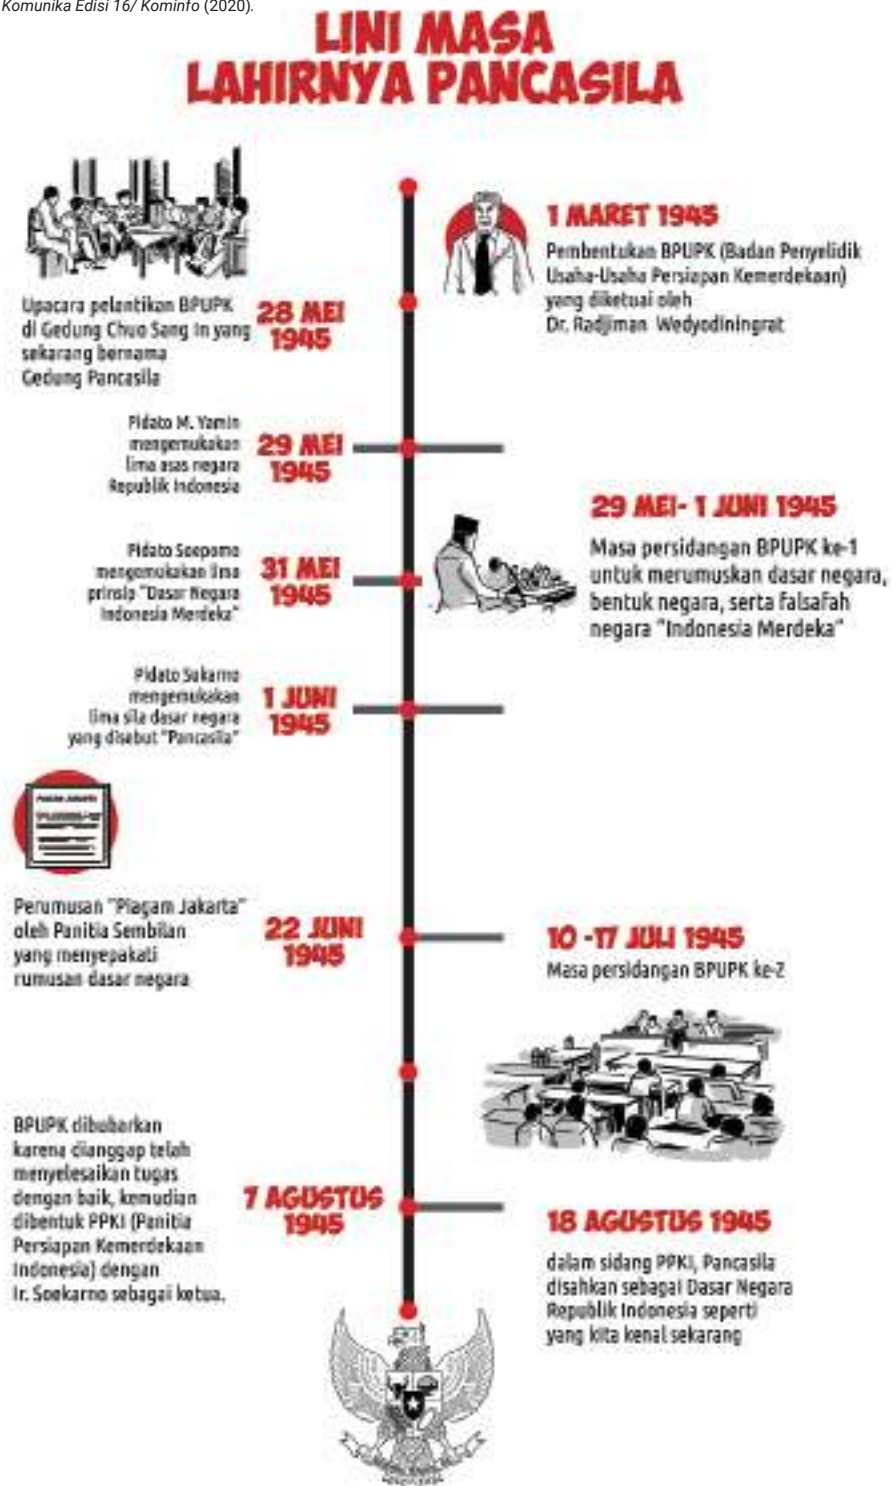 Komunika Edisi 16/ Kominfo (2020).
LINI MASA
LAHIRNYA PANCASILA
1 MARET 1945
Pembentukan BPUPK (Badan Penyelidik
Usaha-Usaha Persiapan Kemerdekaan)
yang diketuai oleh
Dr. Radjiman Wedyodiningrat
28 MEI
1945
Upacara pelantikan BPUPK
di Gedung Chuo Sang In yang
sekarang bernama
Gedung Pancasila
29 MEI
1945
Pidato M. Yamin
mengemukakan
lima asas negara
Republik Indonesia
29 MEI- 1 JUNI 1945
Masa persidangan BPUPK ke-1
untuk merumuskan dasar negara,
bentuk negara, serta falsafah
negara "Indonesia Merdeka"
31 MEI
1945
Pidato Soepomo
mengemukakan lima
prinsip "Dasar Negara
Indonesia Merdeka"
1 JUNI
1945
Pidato Sukarno
mengemukakan
lima sila dasar negara
yang disebut "Pancasila"
PIAGAM JAKARTA
22 JUNI
1945
Perumusan "Piagam Jakarta"
oleh Panitia Sembilan
yang menyepakati
rumusan dasar negara
10 -17 JULI 1945
Masa persidangan BPUPK ke-2
7 AGUSTUS
1945
BPUPK dibubarkan
karena dianggap telah
menyelesaikan tugas
dengan baik, kemudian
dibentuk PPKI (Panitia
Persiapan Kemerdekaan
Indonesia) dengan
Ir. Soekarno sebagai ketua.
18 AGUSTUS 1945
dalam sidang PPKI, Pancasila
disahkan sebagai Dasar Negara
Republik Indonesia seperti
yang kita kenal sekarang